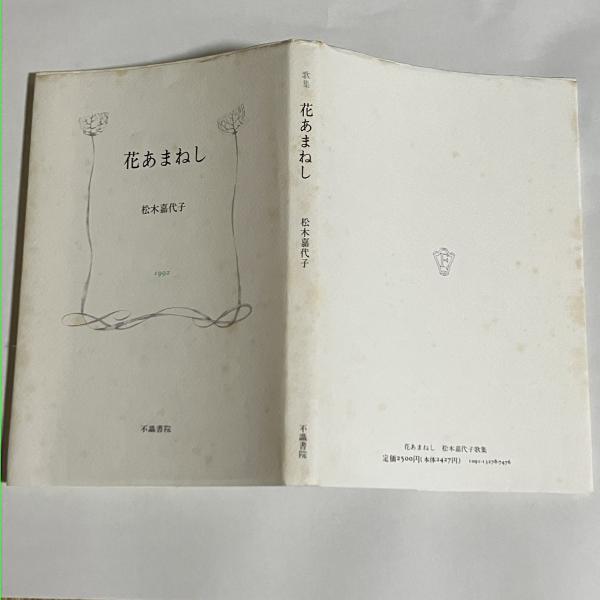 花あまねし
松木嘉代子
1992
不識書院
歌集
花あまねし
松木嘉代子
不識書院
花あまねし 松木嘉代子歌集
定価2500円(本体2427円) 1092-13278-7476